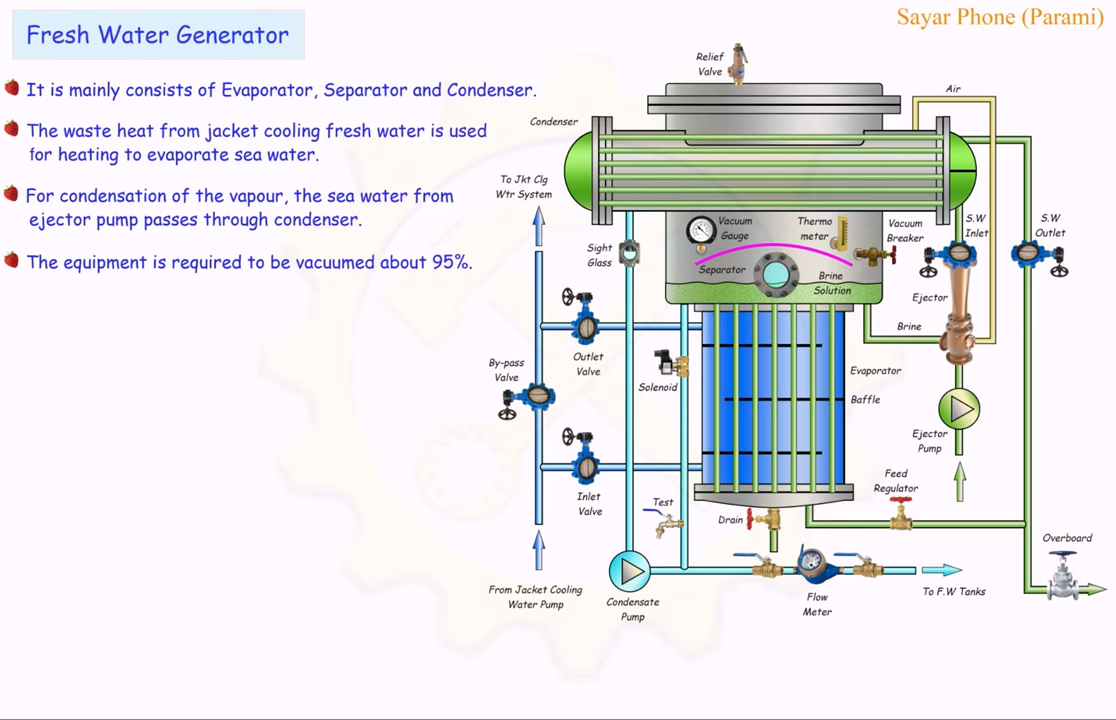 Sayar Phone (Parami)
Fresh Water Generator
It is mainly consists of Evaporator, Separator and Condenser.
The waste heat from jacket cooling fresh water is used
for heating to evaporate sea water.
For condensation of the vapour, the sea water from
ejector pump passes through condenser.
The equipment is required to be vacuumed about 95%.
Relief
Valve
Air
Condenser
To Jkt Clg
Wtr System
Sight
Glass
Vacuum
Gauge
Thermo
meter
Vacuum
Breaker
S.W
Inlet
S.W
Outlet
Separator
Brine
Solution
Ejector
Brine
Outlet
Valve
By-pass
Valve
Solenoid
Evaporator
Baffle
Ejector
Pump
Inlet
Valve
Test
Drain
Feed
Regulator
Overboard
From Jacket Cooling
Water Pump
Condensate
Pump
Flow
Meter
To F.W Tanks